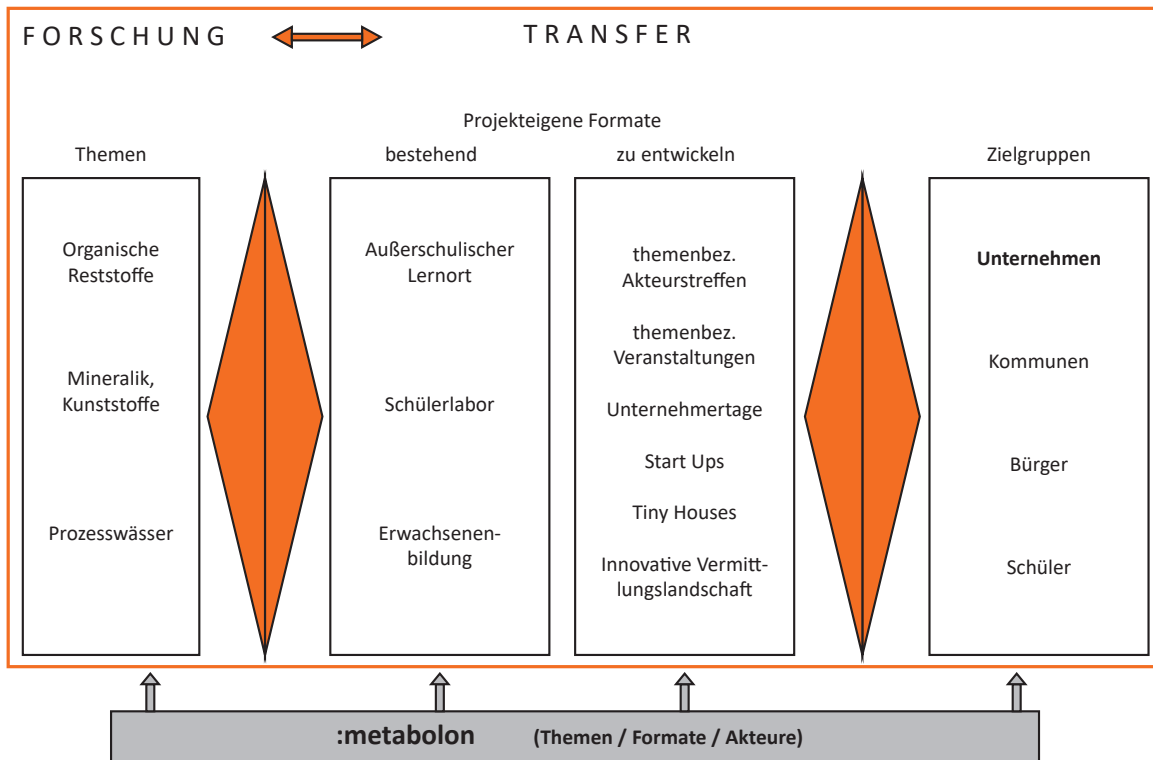 FORSCHUNG TRANSFER
Projekteigene Formate
Themen bestehend zu entwickeln Zielgruppen
Organische
Reststoffe
Mineralik,
Kunststoffe
Prozesswässer
Außerschulischer
Lernort
Schülerlabor
Erwachsenen-
bildung
themenbez.
Akteurstreffen
themenbez.
Veranstaltungen
Unternehmertage
Start Ups
Tiny Houses
Innovative Vermitt-
lungslandschaft
Unternehmen
Kommunen
Bürger
Schüler
:metabolon (Themen / Formate / Akteure)